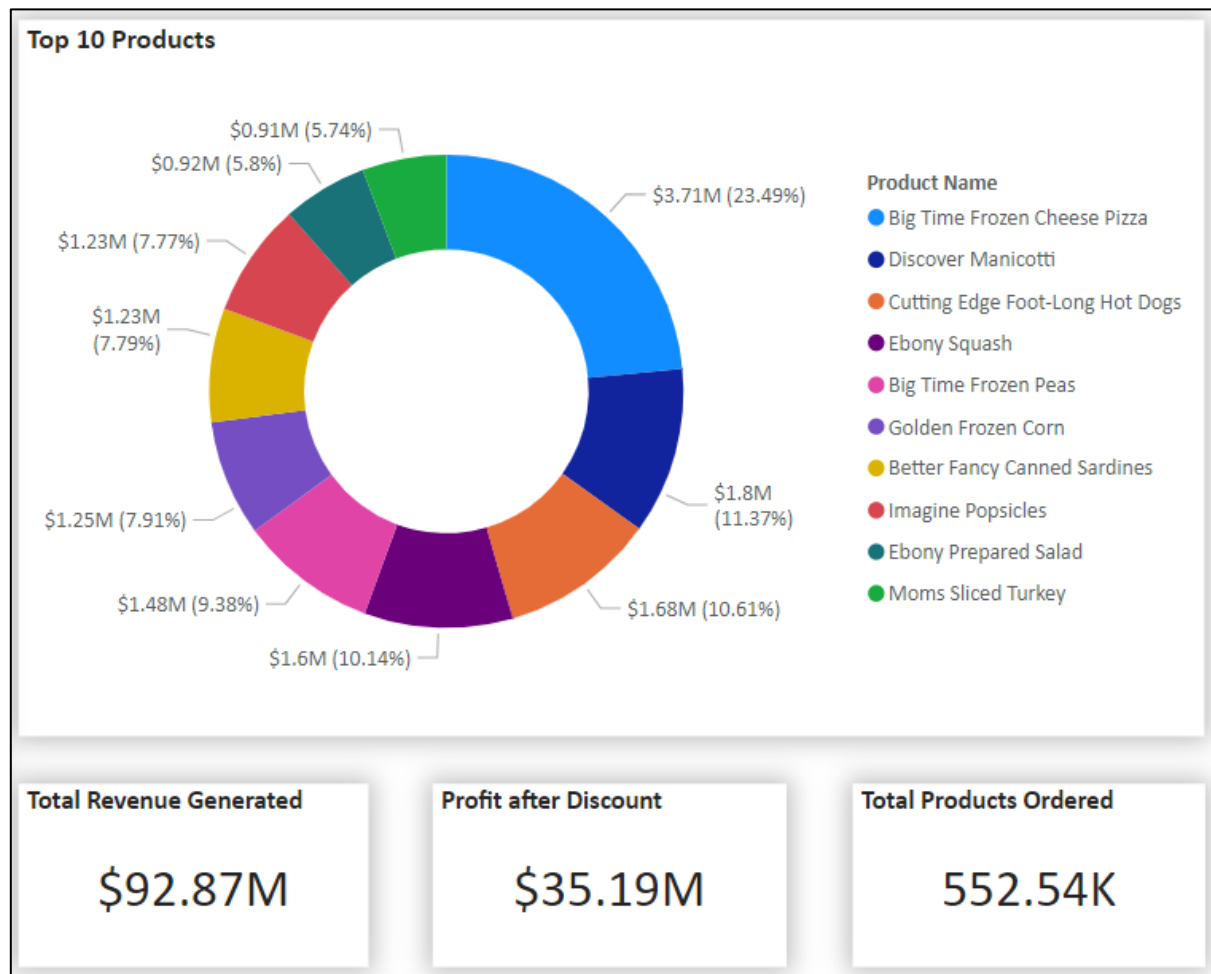 Top 10 Products
$0.91M (5.74%)
$0.92M (5.8%)
$1.23M (7.77%)
$1.23M
(7.79%)
$1.25M (7.91%)
$1.48M (9.38%)
$1.6M (10.14%)
$1.68M (10.61%)
$1.8M
(11.37%)
$3.71M (23.49%)
Product Name
Big Time Frozen Cheese Pizza
Discover Manicotti
Cutting Edge Foot-Long Hot Dogs
Ebony Squash
Big Time Frozen Peas
Golden Frozen Corn
Better Fancy Canned Sardines
Imagine Popsicles
Ebony Prepared Salad
Moms Sliced Turkey
Total Revenue Generated
$92.87M
Profit after Discount
$35.19M
Total Products Ordered
552.54K